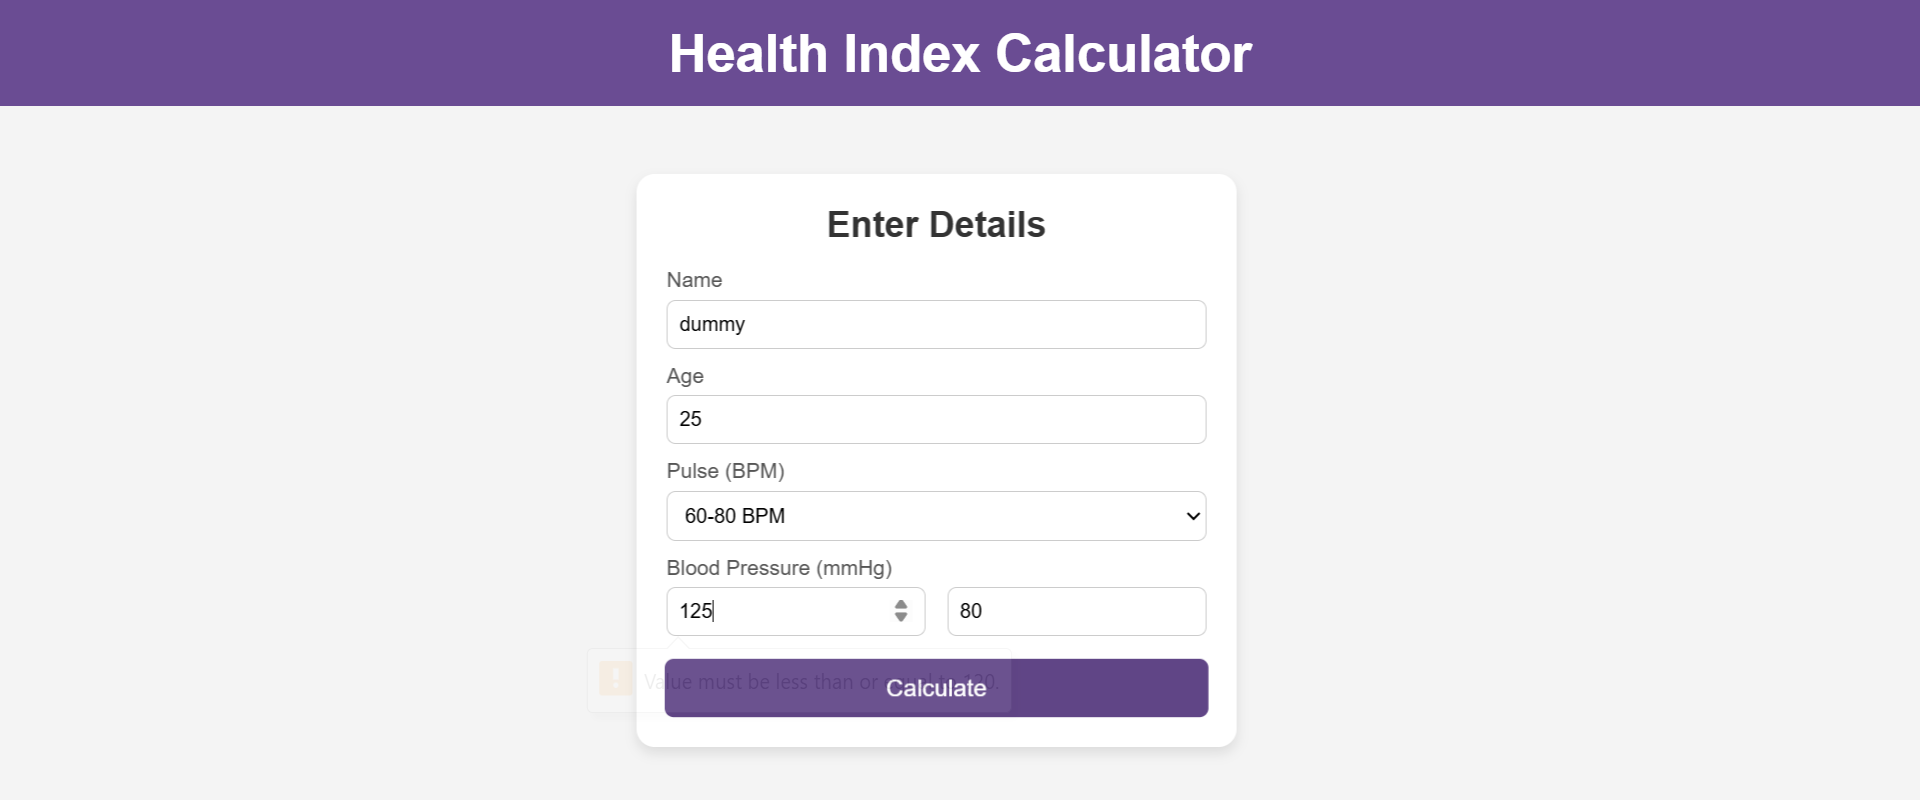 Health Index Calculator
Enter Details
Name
dummy
Age
25
Pulse (BPM)
60-80 BPM
Blood Pressure (mmHg)
125 80
Value must be less than or
Calculate